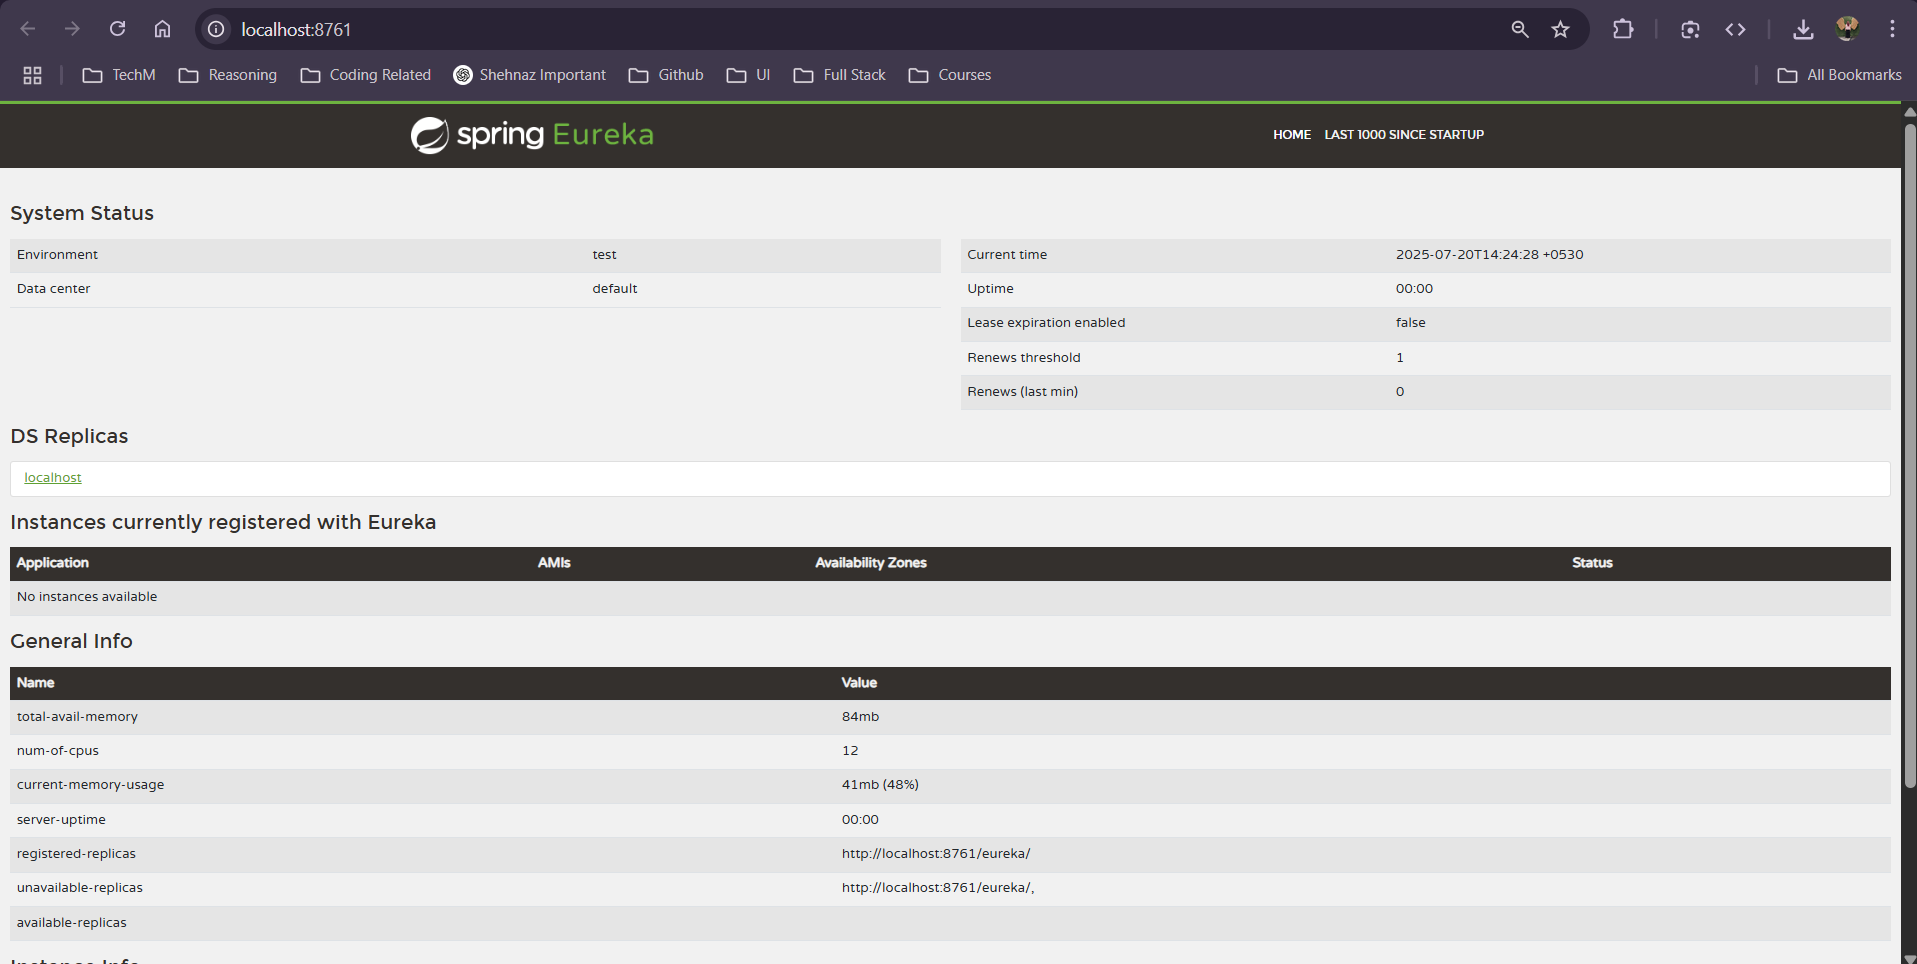 localhost:8761
TechM Reasoning Coding Related Shehnaz Important Github UI Full Stack Courses All Bookmarks
spring Eureka HOME LAST 1000 SINCE STARTUP
System Status
Environment test
Data center default
Current time 2025-07-20T14:24:28 +0530
Uptime 00:00
Lease expiration enabled false
Renews threshold 1
Renews (last min) 0
DS Replicas
localhost
Instances currently registered with Eureka
Application AMIs Availability Zones Status
No instances available
General Info
Name Value
total-avail-memory 84mb
num-of-cpus 12
current-memory-usage 41mb (48%)
server-uptime 00:00
registered-replicas http://localhost:8761/eureka/
unavailable-replicas http://localhost:8761/eureka/,
available-replicas
Instance Info